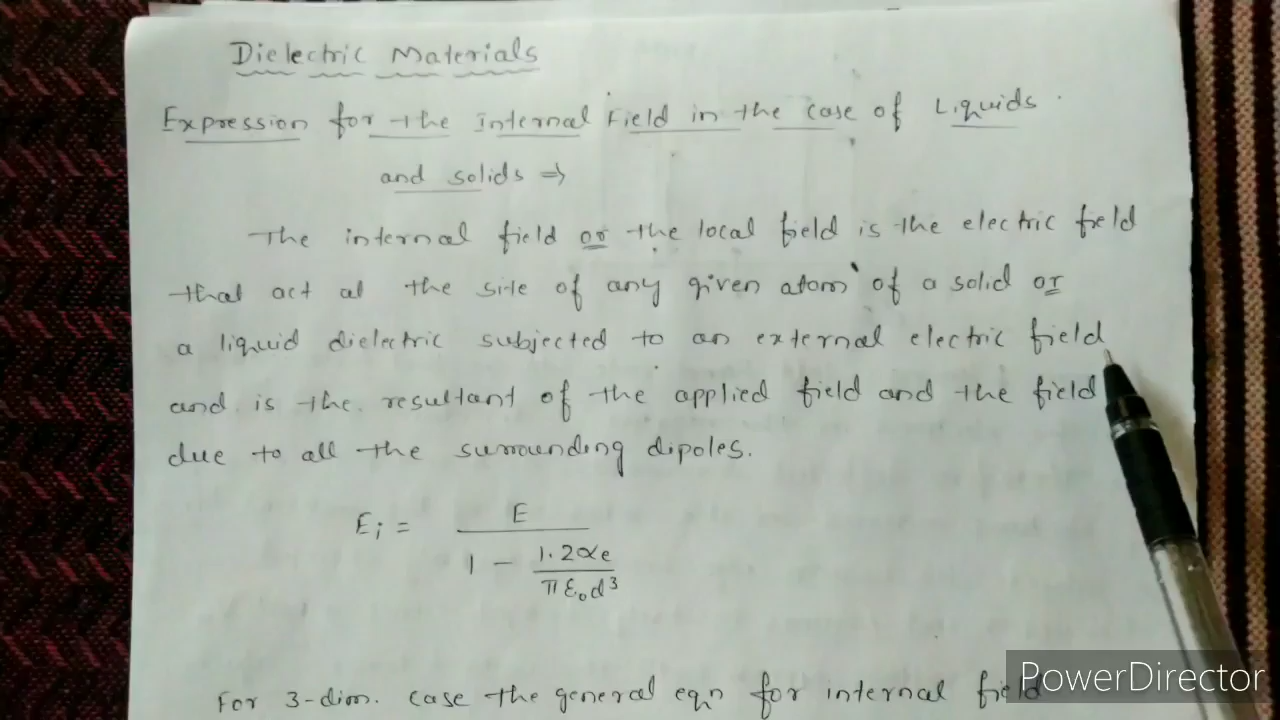 Dielectric Materials
Expression for the Internal Field in the case of Liquids
and solids ⇒
The internal field or the local field is the electric field
that act at the site of any given atom of a solid or
a liquid dielectric subjected to an external electric field
and is the resultant of the applied field and the field
due to all the surrounding dipoles.
Ei = E / (1 - 1.2αe / πε₀d³)
For 3-dim. case the general eqn for internal field
PowerDirector